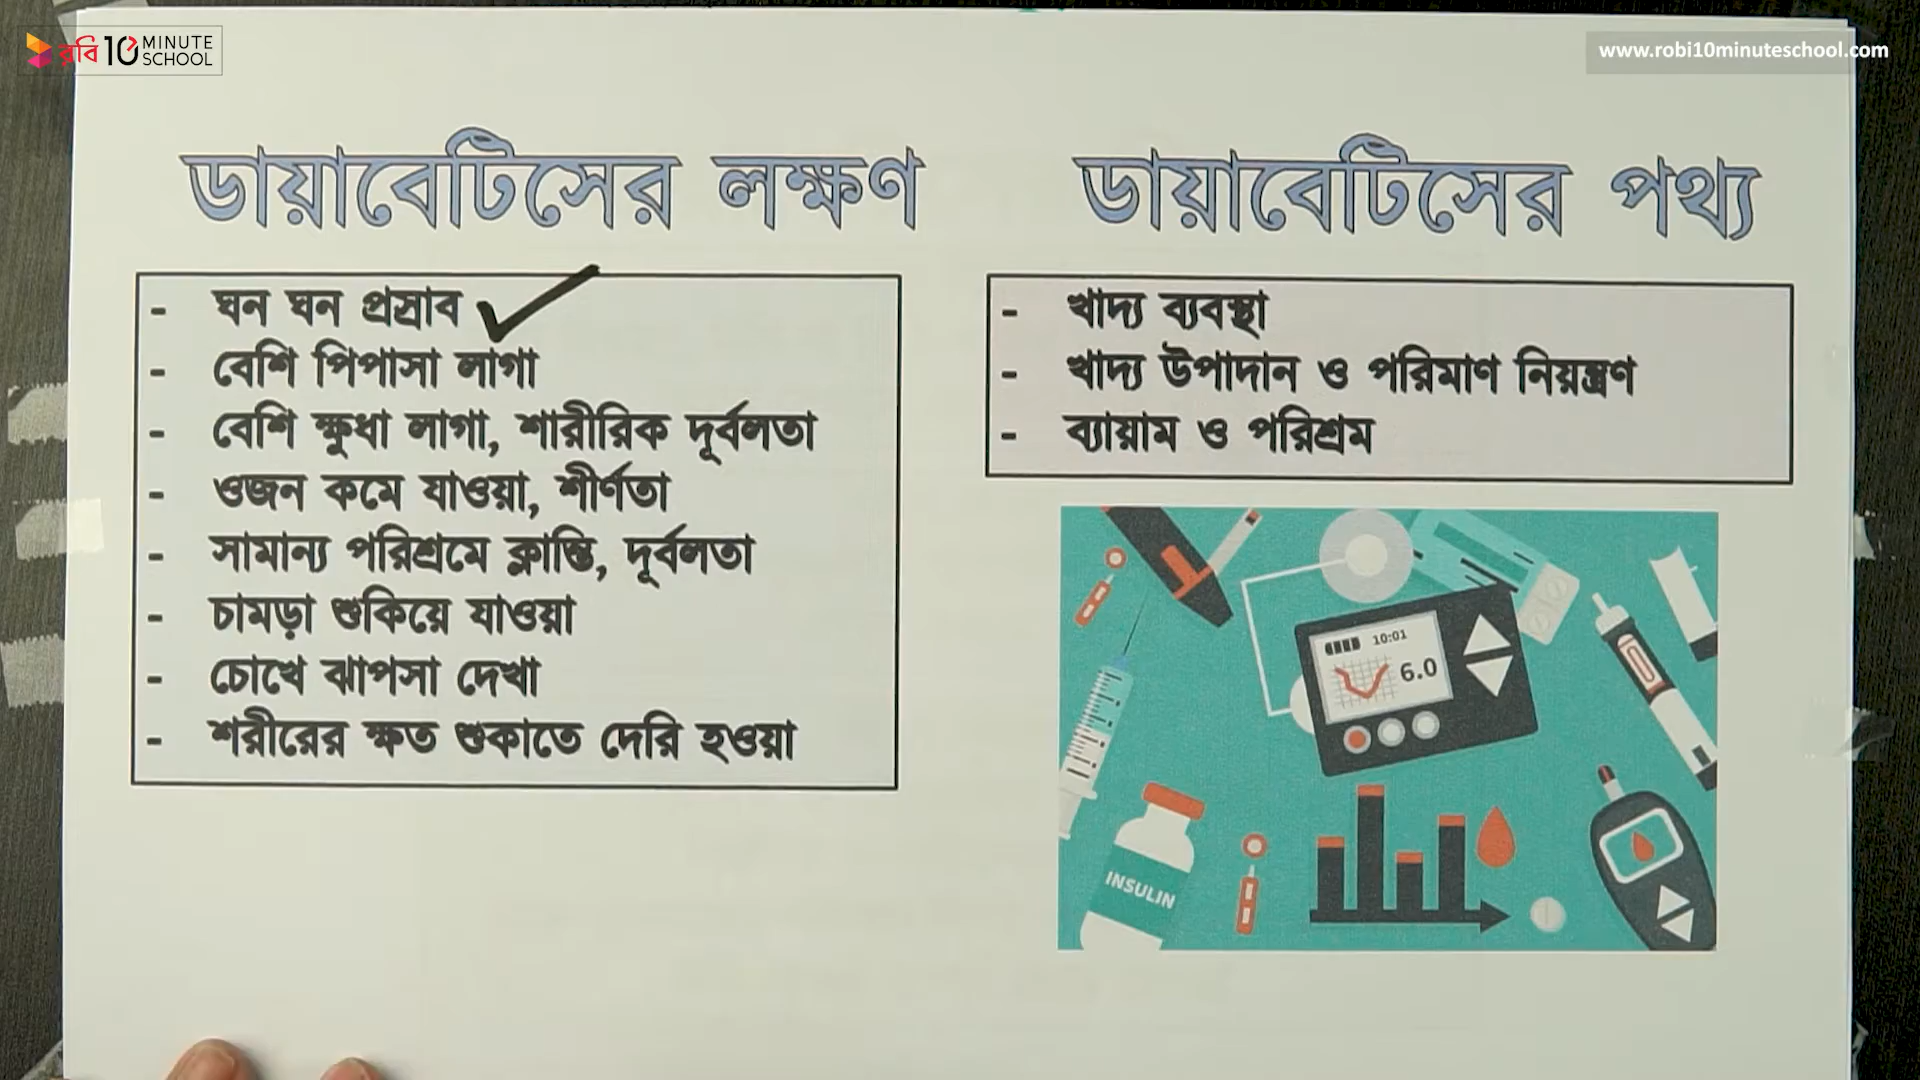 রবি 10 MINUTE SCHOOL
www.robi10minuteschool.com
ডায়াবেটিসের লক্ষণ
- ঘন ঘন প্রস্রাব
- বেশি পিপাসা লাগা
- বেশি ক্ষুধা লাগা, শারীরিক দূর্বলতা
- ওজন কমে যাওয়া, শীর্ণতা
- সামান্য পরিশ্রমে ক্লান্তি, দূর্বলতা
- চামড়া শুকিয়ে যাওয়া
- চোখে ঝাপসা দেখা
- শরীরের ক্ষত শুকাতে দেরি হওয়া
ডায়াবেটিসের পথ্য
- খাদ্য ব্যবস্থা
- খাদ্য উপাদান ও পরিমাণ নিয়ন্ত্রণ
- ব্যায়াম ও পরিশ্রম
10:01
6.0
INSULIN